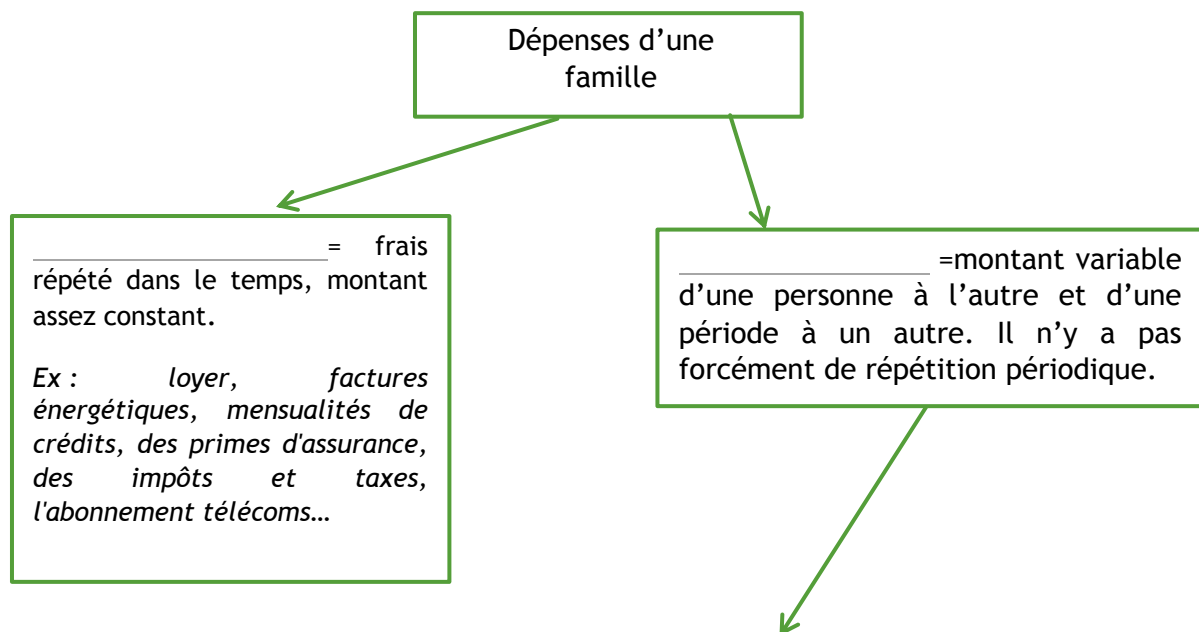 Dépenses d’une
famille
______________________= frais
répété dans le temps, montant
assez constant.
Ex : loyer, factures
énergétiques, mensualités de
crédits, des primes d'assurance,
des impôts et taxes,
l'abonnement télécoms…
___________________ =montant variable
d’une personne à l’autre et d’une
période à un autre. Il n’y a pas
forcément de répétition périodique.